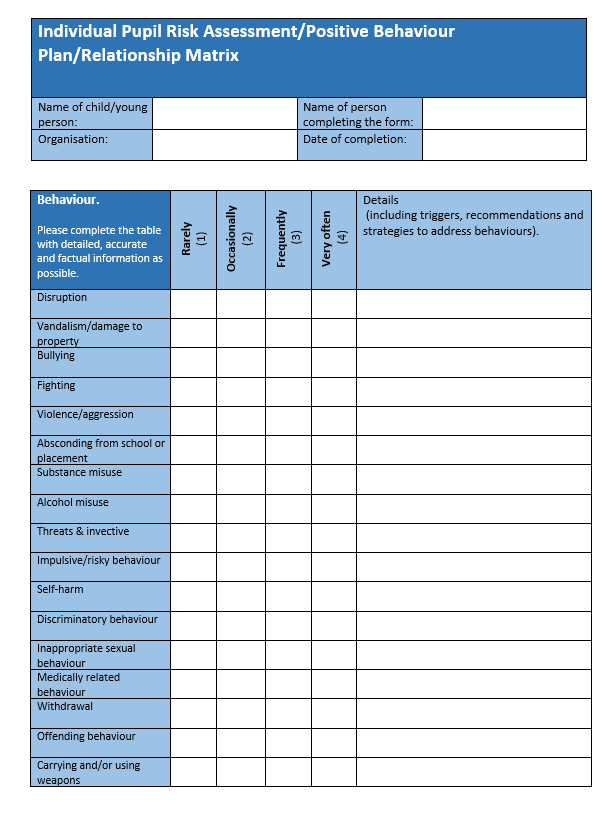 Individual Pupil Risk Assessment/Positive Behaviour
Plan/Relationship Matrix
Name of child/young
person:
Name of person
completing the form:
Organisation:
Date of completion:
Behaviour.
Please complete the table
with detailed, accurate
and factual information as
possible.
Rarely
(1)
Occasionally
(2)
Frequently
(3)
Very often
(4)
Details
(including triggers, recommendations and
strategies to address behaviours).
Disruption
Vandalism/damage to
property
Bullying
Fighting
Violence/aggression
Absconding from school or
placement
Substance misuse
Alcohol misuse
Threats & invective
Impulsive/risky behaviour
Self-harm
Discriminatory behaviour
Inappropriate sexual
behaviour
Medically related
behaviour
Withdrawal
Offending behaviour
Carrying and/or using
weapons